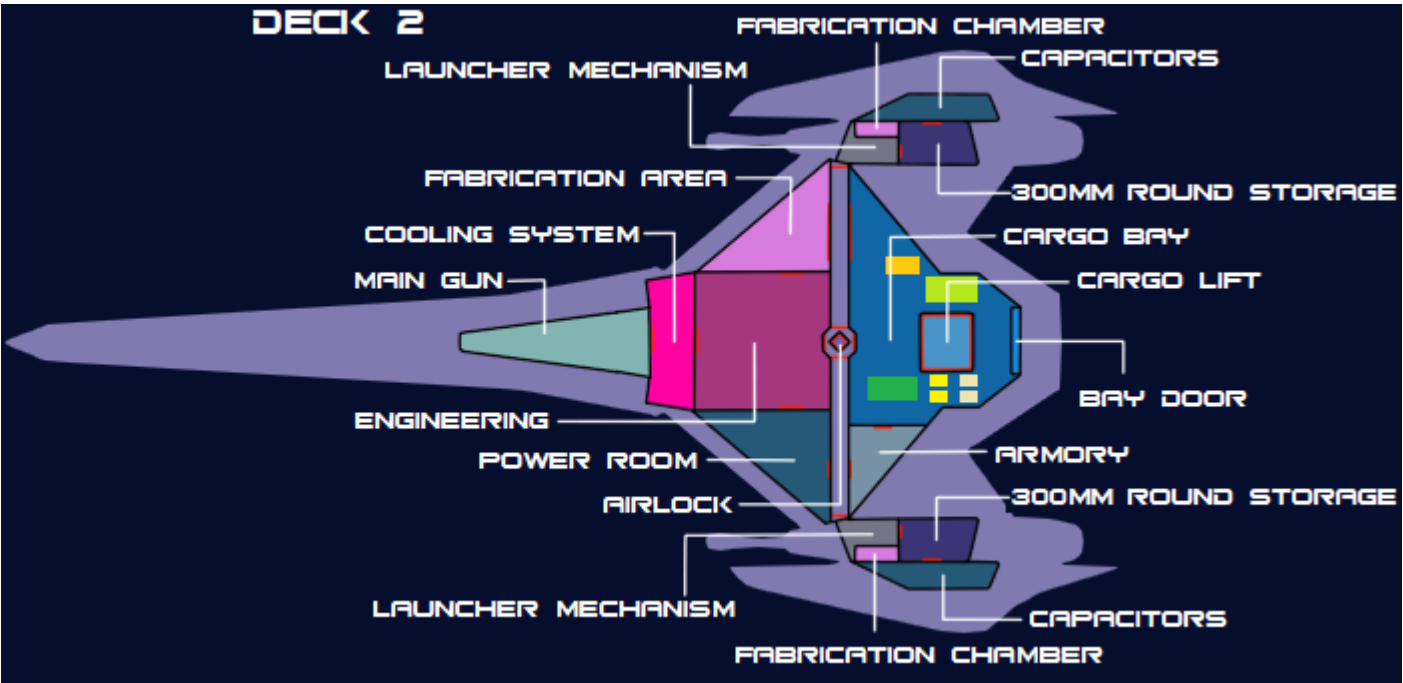 DECK 2
FABRICATION CHAMBER
CAPACITORS
LAUNCHER MECHANISM
FABRICATION AREA
300MM ROUND STORAGE
COOLING SYSTEM
CARGO BAY
MAIN GUN
CARGO LIFT
BAY DOOR
ENGINEERING
ARMORY
POWER ROOM
300MM ROUND STORAGE
AIRLOCK
LAUNCHER MECHANISM
CAPACITORS
FABRICATION CHAMBER